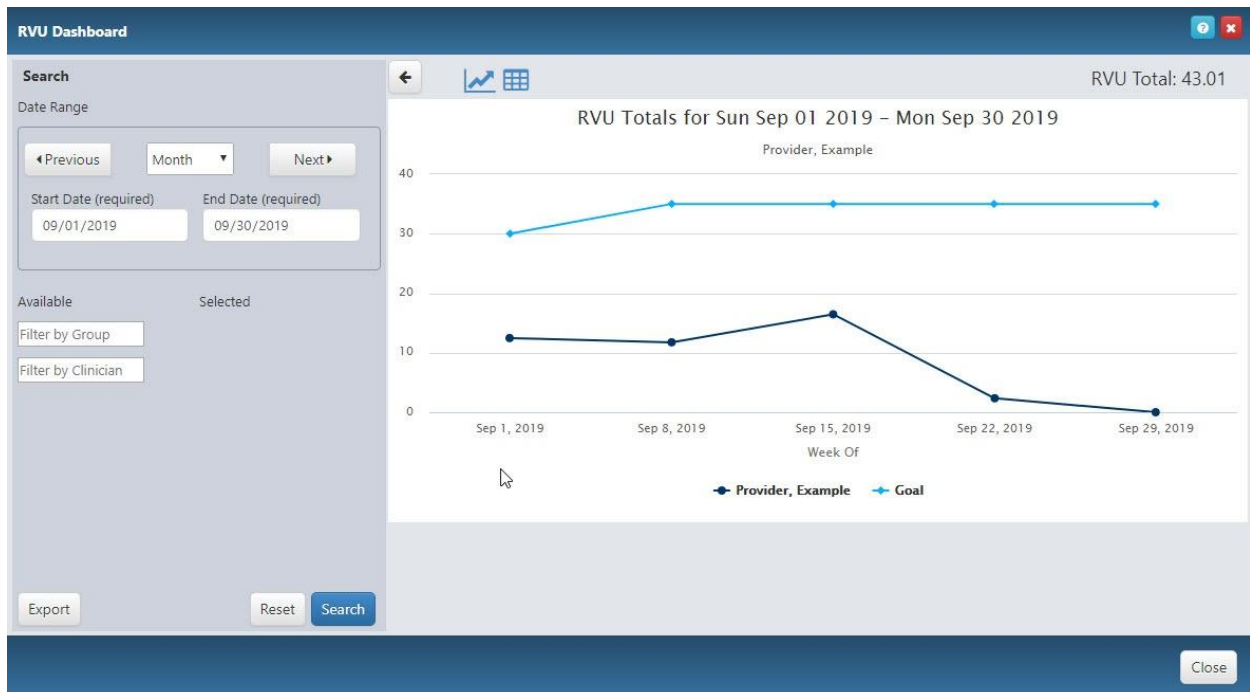 RVU Dashboard
Search
Date Range
Previous
Month
Next
Start Date (required)
End Date (required)
09/01/2019
09/30/2019
Available
Selected
Filter by Group
Filter by Clinician
Export
Reset
Search
RVU Total: 43.01
RVU Totals for Sun Sep 01 2019 – Mon Sep 30 2019
Provider, Example
40
30
20
10
0
Sep 1, 2019
Sep 8, 2019
Sep 15, 2019
Sep 22, 2019
Sep 29, 2019
Week Of
Provider, Example
Goal
Close